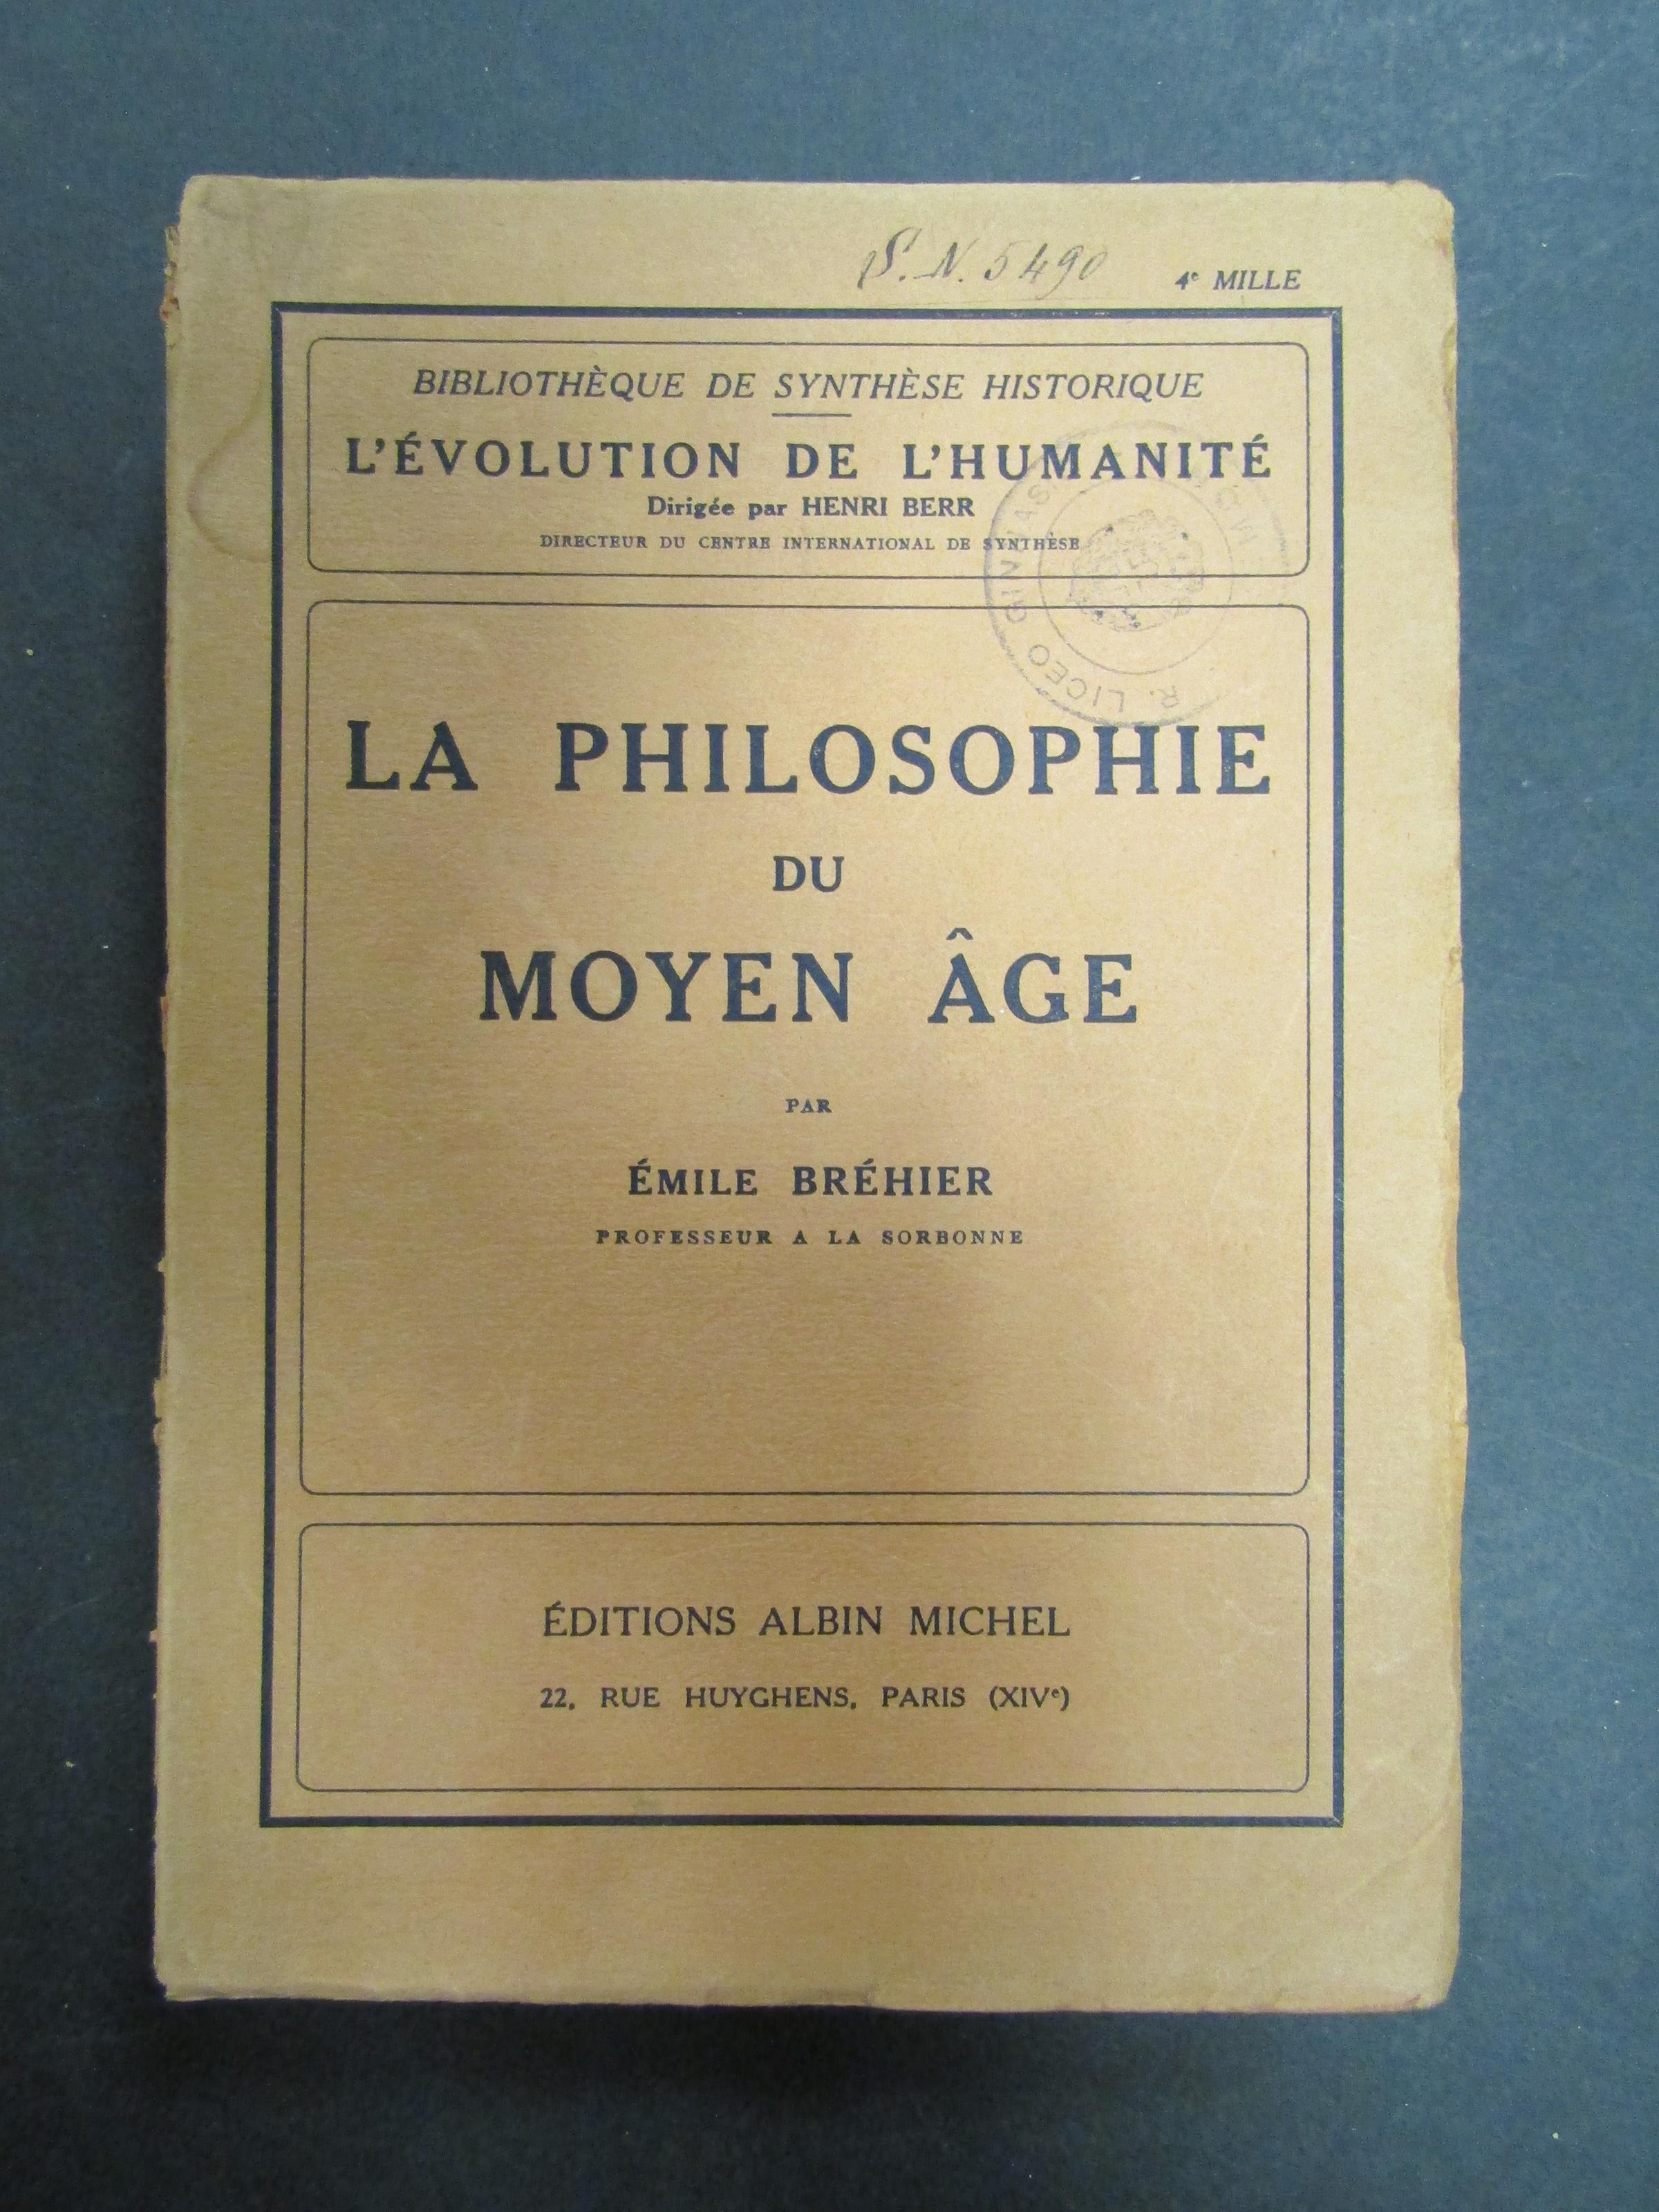 S. N. 5490
4e MILLE
BIBLIOTHÈQUE DE SYNTHÈSE HISTORIQUE
L'ÉVOLUTION DE L'HUMANITÉ
Dirigée par HENRI BERR
DIRECTEUR DU CENTRE INTERNATIONAL DE SYNTHÈSE
R. LICEO
LA PHILOSOPHIE
DU
MOYEN ÂGE
PAR
ÉMILE BRÉHIER
PROFESSEUR A LA SORBONNE
ÉDITIONS ALBIN MICHEL
22, RUE HUYGHENS, PARIS (XIVe)